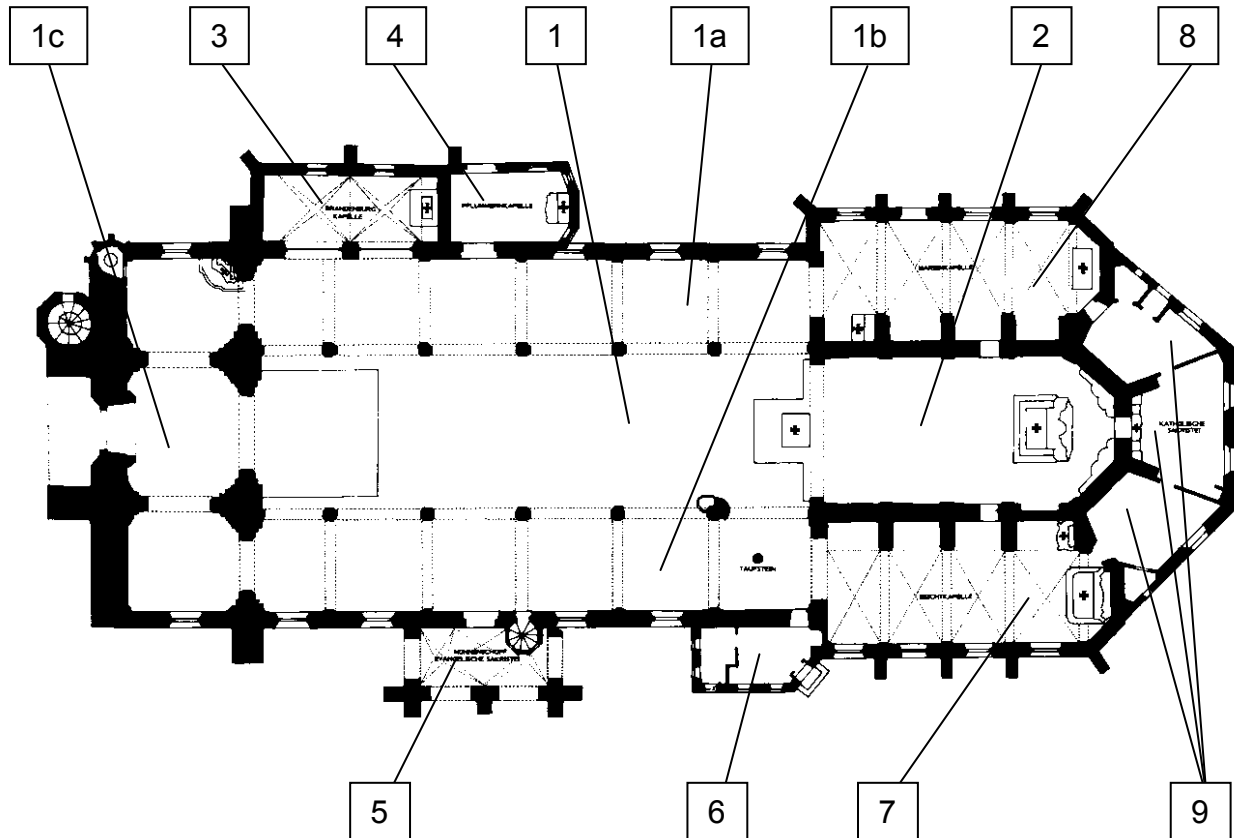 1c
3
4
1
1a
1b
2
8
BRANDENBURG
KAPELLE
PFLUMMERNKAPELLE
MARIENKAPELLE
KATHOLISCHE
SAKRISTEI
TAUFSTEIN
BEICHTKAPELLE
NONNENSCHOPF
EVANGELISCHE SAKRISTEI
5
6
7
9